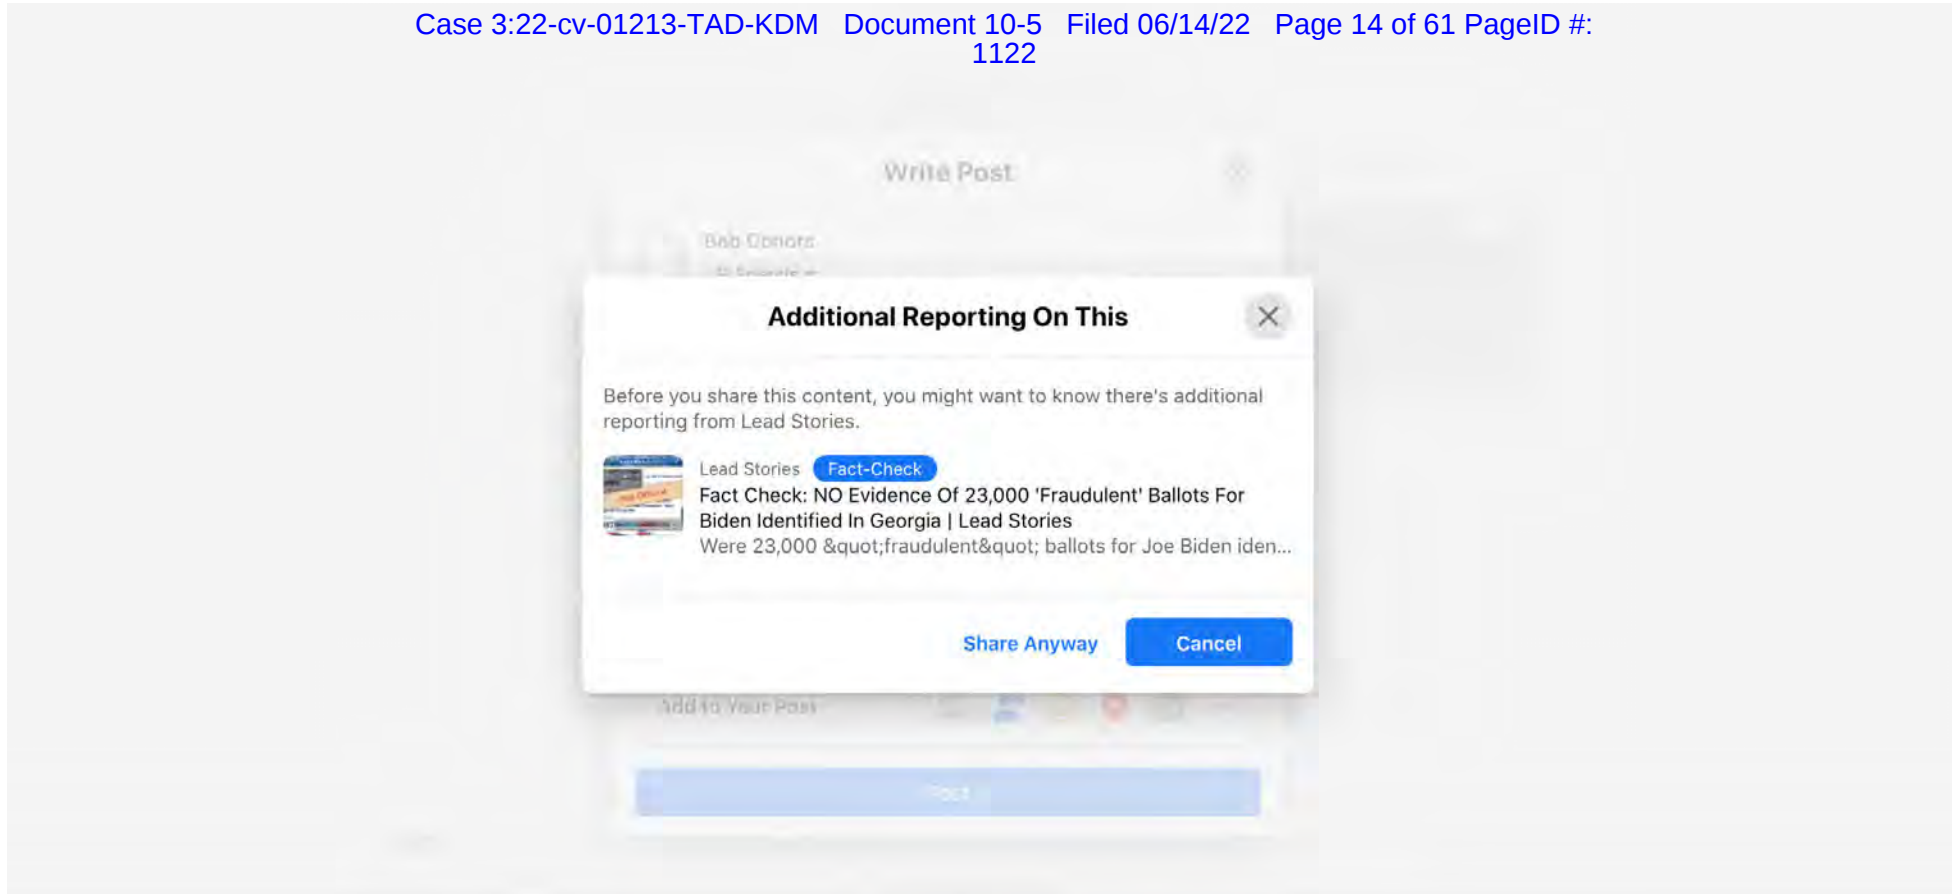 Case 3:22-cv-01213-TAD-KDM Document 10-5 Filed 06/14/22 Page 14 of 61 PageID #:
1122
Write Post
Bob Donors
Additional Reporting On This
Before you share this content, you might want to know there's additional
reporting from Lead Stories.
Lead Stories Fact-Check
Fact Check: NO Evidence Of 23,000 'Fraudulent' Ballots For
Biden Identified In Georgia | Lead Stories
Were 23,000 &quot;fraudulent&quot; ballots for Joe Biden iden...
Share Anyway Cancel
Add to Your Post
Post